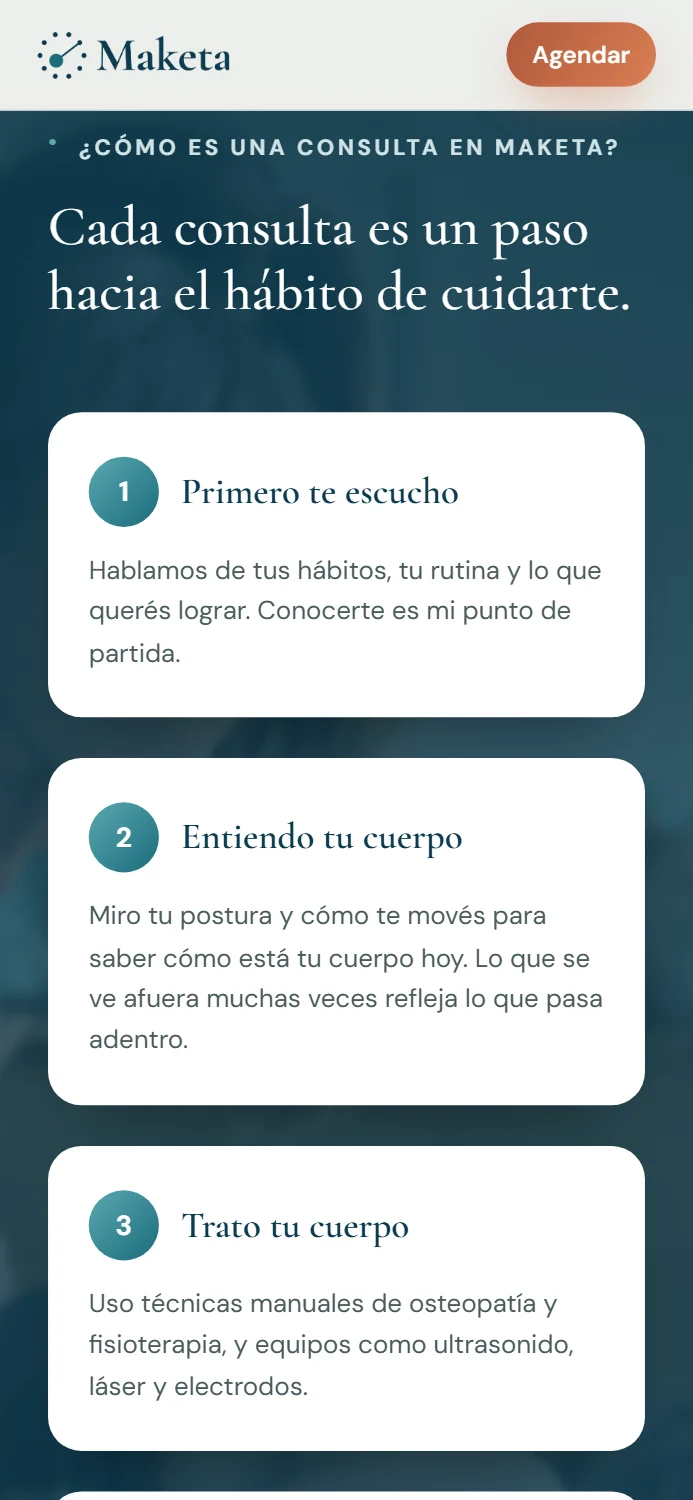 Maketa
Agendar
¿CÓMO ES UNA CONSULTA EN MAKETA?
Cada consulta es un paso
hacia el hábito de cuidarte.
1
Primero te escucho
Hablamos de tus hábitos, tu rutina y lo que
querés lograr. Conocerte es mi punto de
partida.
2
Entiendo tu cuerpo
Miro tu postura y cómo te movés para
saber cómo está tu cuerpo hoy. Lo que se
ve afuera muchas veces refleja lo que pasa
adentro.
3
Trato tu cuerpo
Uso técnicas manuales de osteopatía y
fisioterapia, y equipos como ultrasonido,
láser y electrodos.